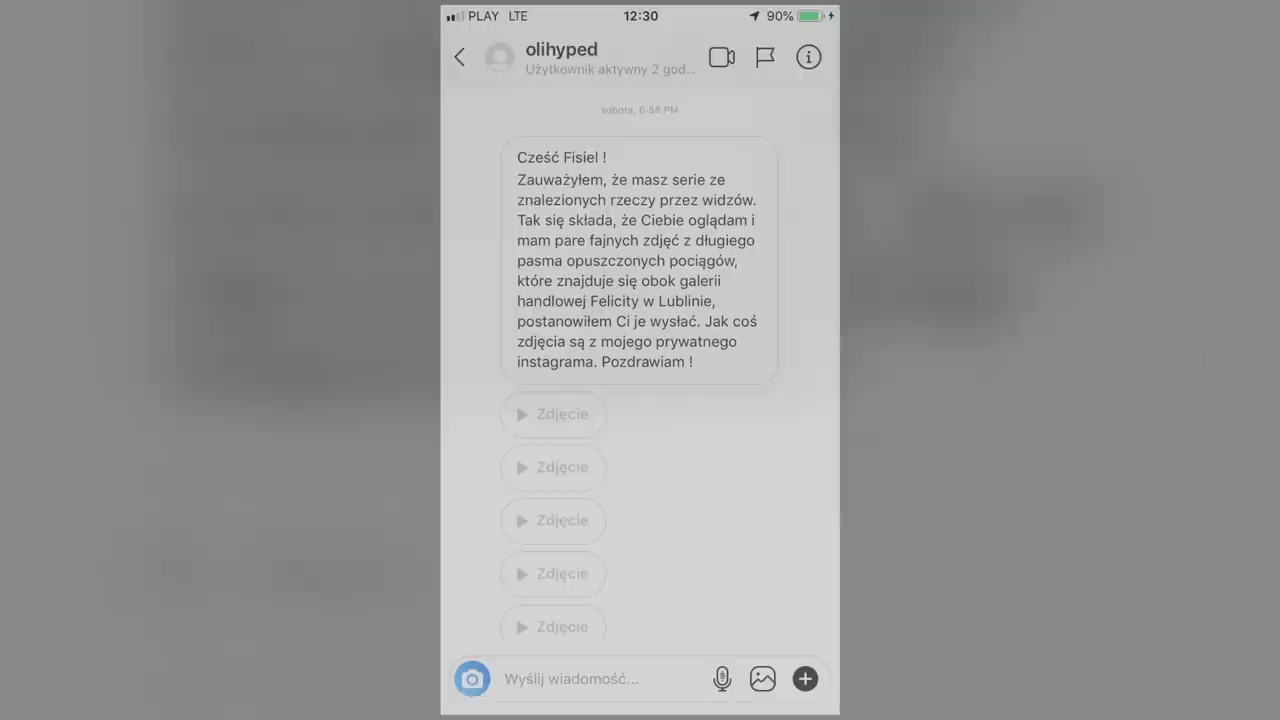 PLAY LTE 12:30 90%
olihyped
Użytkownik aktywny 2 god...
sobota, 6:58 PM
Cześć Fisiel !
Zauważyłem, że masz serie ze
znalezionych rzeczy przez widzów.
Tak się składa, że Ciebie oglądam i
mam pare fajnych zdjęć z długiego
pasma opuszczonych pociągów,
które znajduje się obok galerii
handlowej Felicity w Lublinie,
postanowiłem Ci je wysłać. Jak coś
zdjęcia są z mojego prywatnego
instagrama. Pozdrawiam !
Zdjęcie
Zdjęcie
Zdjęcie
Zdjęcie
Zdjęcie
Wyślij wiadomość...